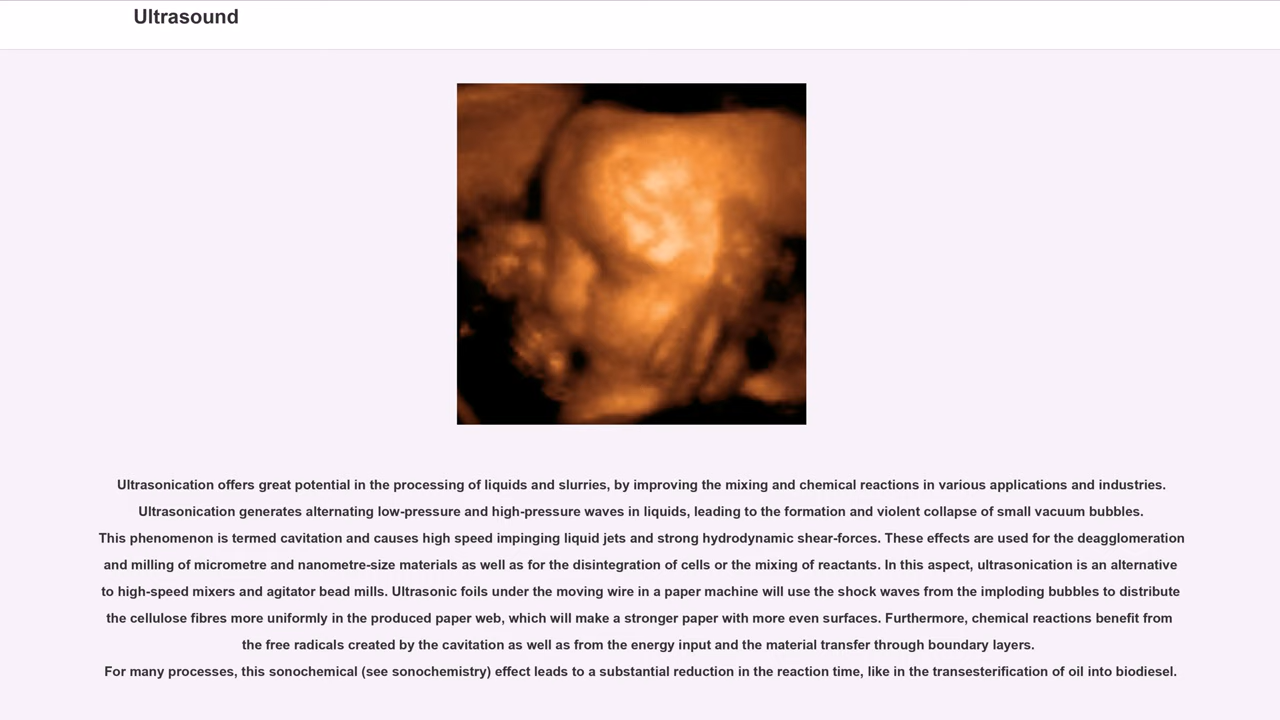 Ultrasound
Ultrasonication offers great potential in the processing of liquids and slurries, by improving the mixing and chemical reactions in various applications and industries.
Ultrasonication generates alternating low-pressure and high-pressure waves in liquids, leading to the formation and violent collapse of small vacuum bubbles.
This phenomenon is termed cavitation and causes high speed impinging liquid jets and strong hydrodynamic shear-forces. These effects are used for the deagglomeration
and milling of micrometre and nanometre-size materials as well as for the disintegration of cells or the mixing of reactants. In this aspect, ultrasonication is an alternative
to high-speed mixers and agitator bead mills. Ultrasonic foils under the moving wire in a paper machine will use the shock waves from the imploding bubbles to distribute
the cellulose fibres more uniformly in the produced paper web, which will make a stronger paper with more even surfaces. Furthermore, chemical reactions benefit from
the free radicals created by the cavitation as well as from the energy input and the material transfer through boundary layers.
For many processes, this sonochemical (see sonochemistry) effect leads to a substantial reduction in the reaction time, like in the transesterification of oil into biodiesel.